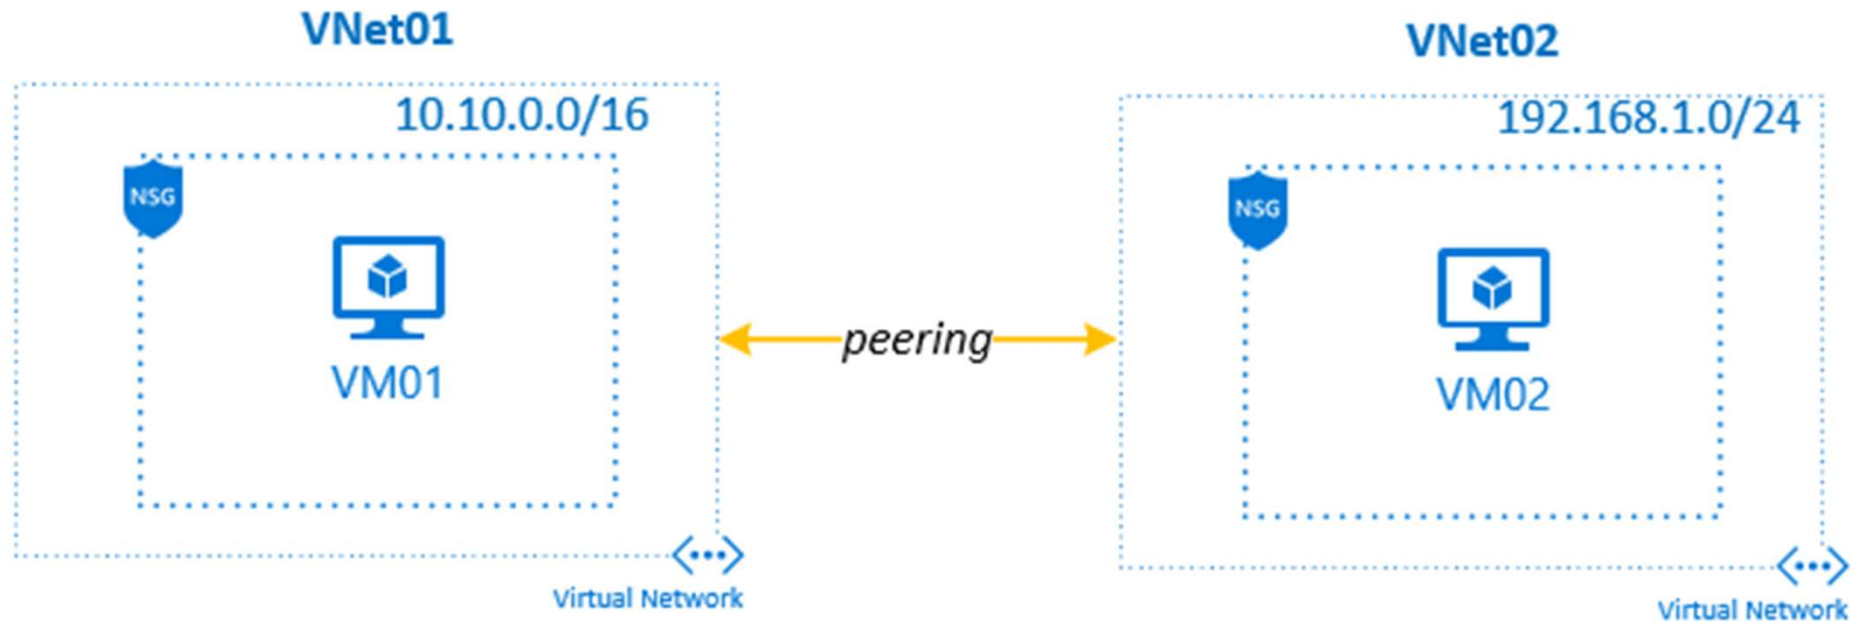 VNet01
10.10.0.0/16
NSG
VM01
Virtual Network
peering
VNet02
192.168.1.0/24
NSG
VM02
Virtual Network